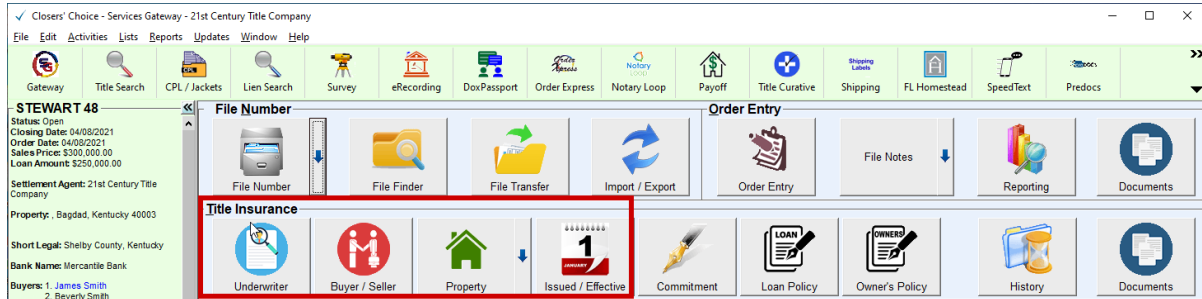 Closers' Choice - Services Gateway - 21st Century Title Company
File Edit Activities Lists Reports Updates Window Help
Gateway Title Search CPL / Jackets Lien Search Survey eRecording DoxPassport Order Express Notary Loop Payoff Title Curative Shipping FL Homestead SpeedText Predocs
CPL
Order Express
Notary
LOOP
Shipping
Labels
STEWART 48
Status: Open
Closing Date: 04/08/2021
Order Date: 04/08/2021
Sales Price: $300,000.00
Loan Amount: $250,000.00
Settlement Agent: 21st Century Title
Company
Property: , Bagdad, Kentucky 40003
Short Legal: Shelby County, Kentucky
Bank Name: Mercantile Bank
Buyers: 1. James Smith
2. Beverly Smith
File Number
File Number File Finder File Transfer Import / Export
Order Entry
Order Entry File Notes Reporting Documents
Title Insurance
1
JANUARY
LOAN
OWNERS
Underwriter Buyer / Seller Property Issued / Effective Commitment Loan Policy Owner's Policy History Documents